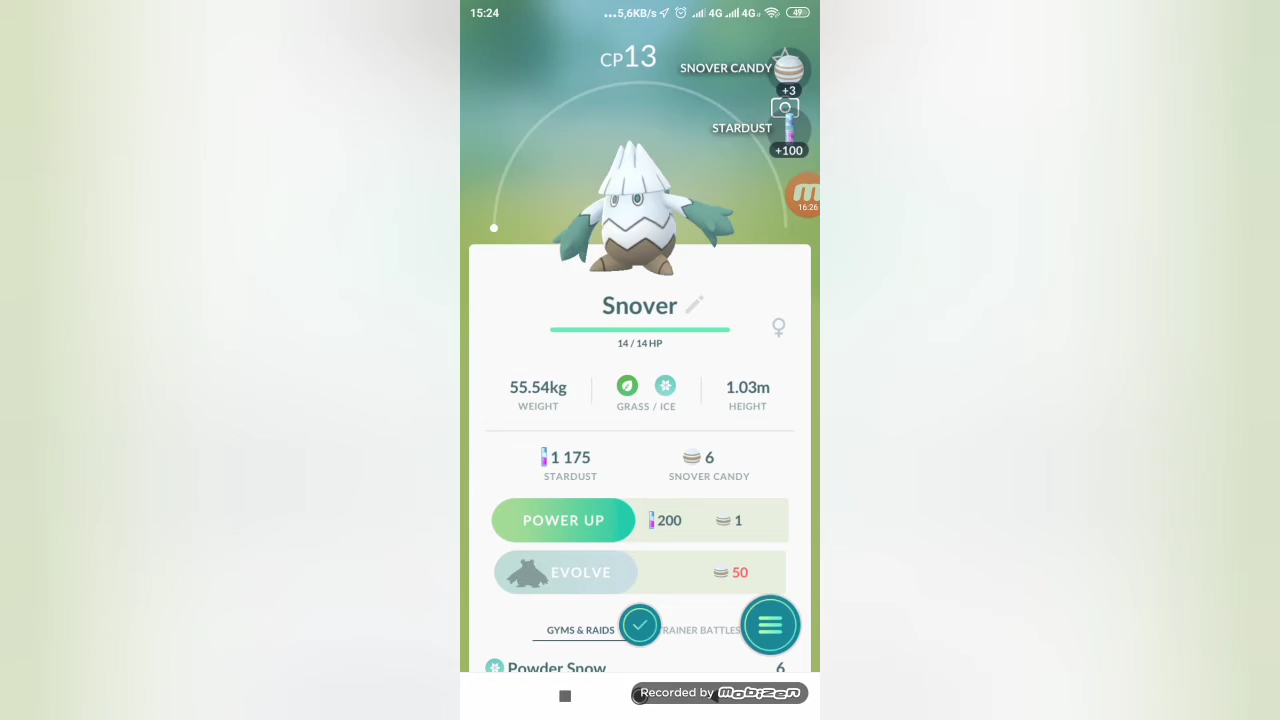 15:24
...5,6KB/s 4G 4G 49
CP13
SNOVER CANDY
+3
STARDUST
+100
16:26
Snover
14 / 14 HP
55.54kg
WEIGHT
GRASS / ICE
1.03m
HEIGHT
1 175
STARDUST
6
SNOVER CANDY
POWER UP 200 1
EVOLVE 50
GYMS & RAIDS TRAINER BATTLES
Powder Snow 6
Recorded by mobizen